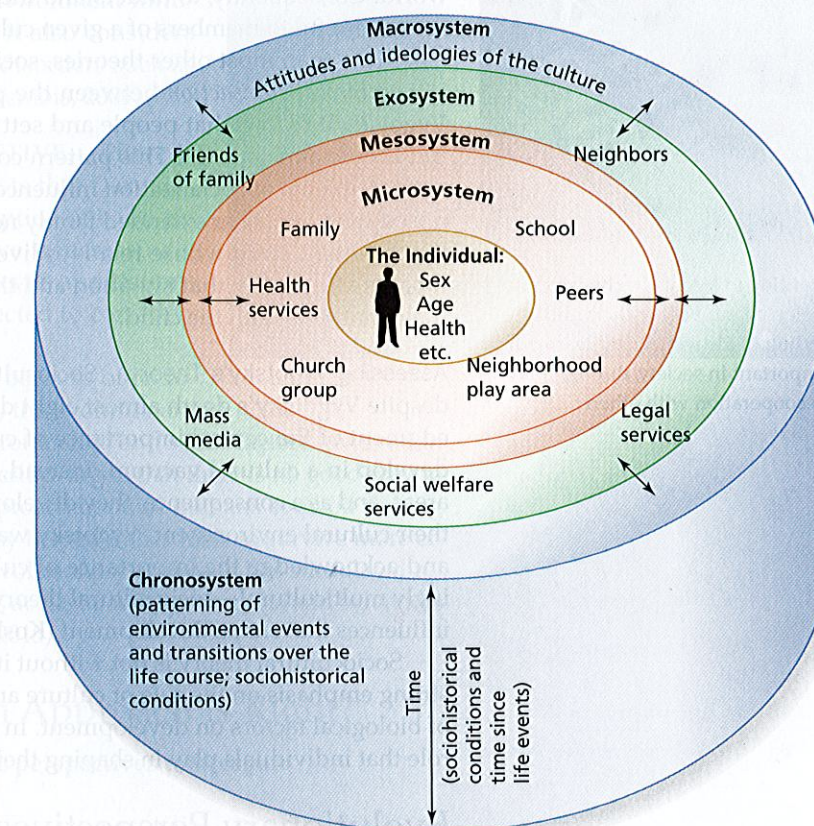 Macrosystem
Attitudes and ideologies of the culture
Exosystem
Mesosystem
Friends
of family
Neighbors
Microsystem
Family
School
The Individual:
Sex
Age
Health
etc.
Health
services
Peers
Church
group
Neighborhood
play area
Mass
media
Legal
services
Social welfare
services
Chronosystem
(patterning of
environmental events
and transitions over the
life course; sociohistorical
conditions)
Time
(sociohistorical
conditions and
time since
life events)